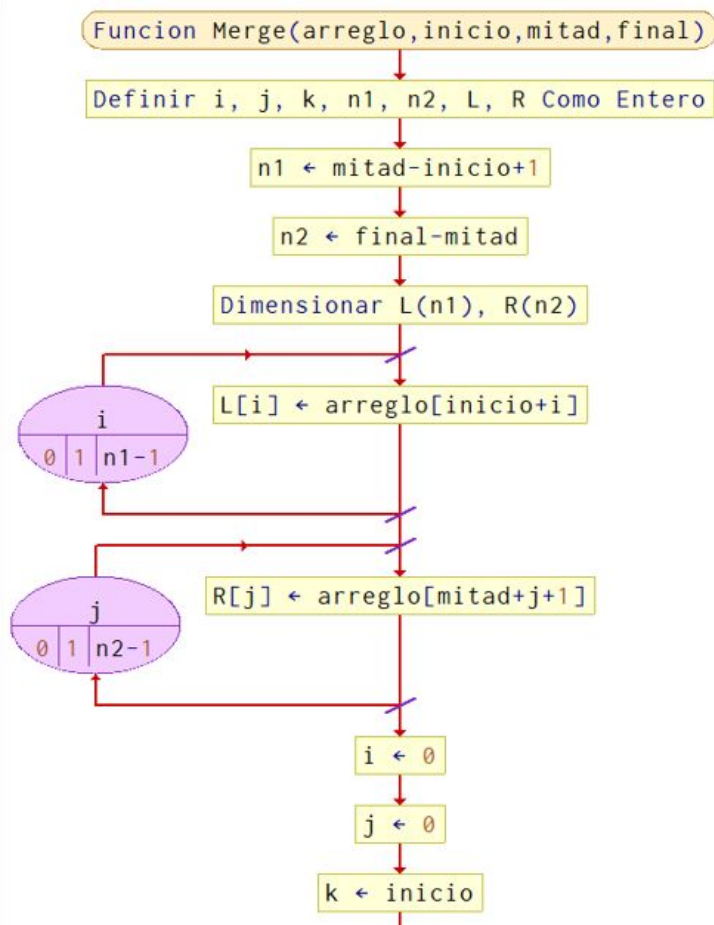 Funcion Merge(arreglo,inicio,mitad,final)
Definir i, j, k, n1, n2, L, R Como Entero
n1 ← mitad-inicio+1
n2 ← final-mitad
Dimensionar L(n1), R(n2)
L[i] ← arreglo[inicio+i]
i
0 1 n1-1
R[j] ← arreglo[mitad+j+1]
j
0 1 n2-1
i ← 0
j ← 0
k ← inicio